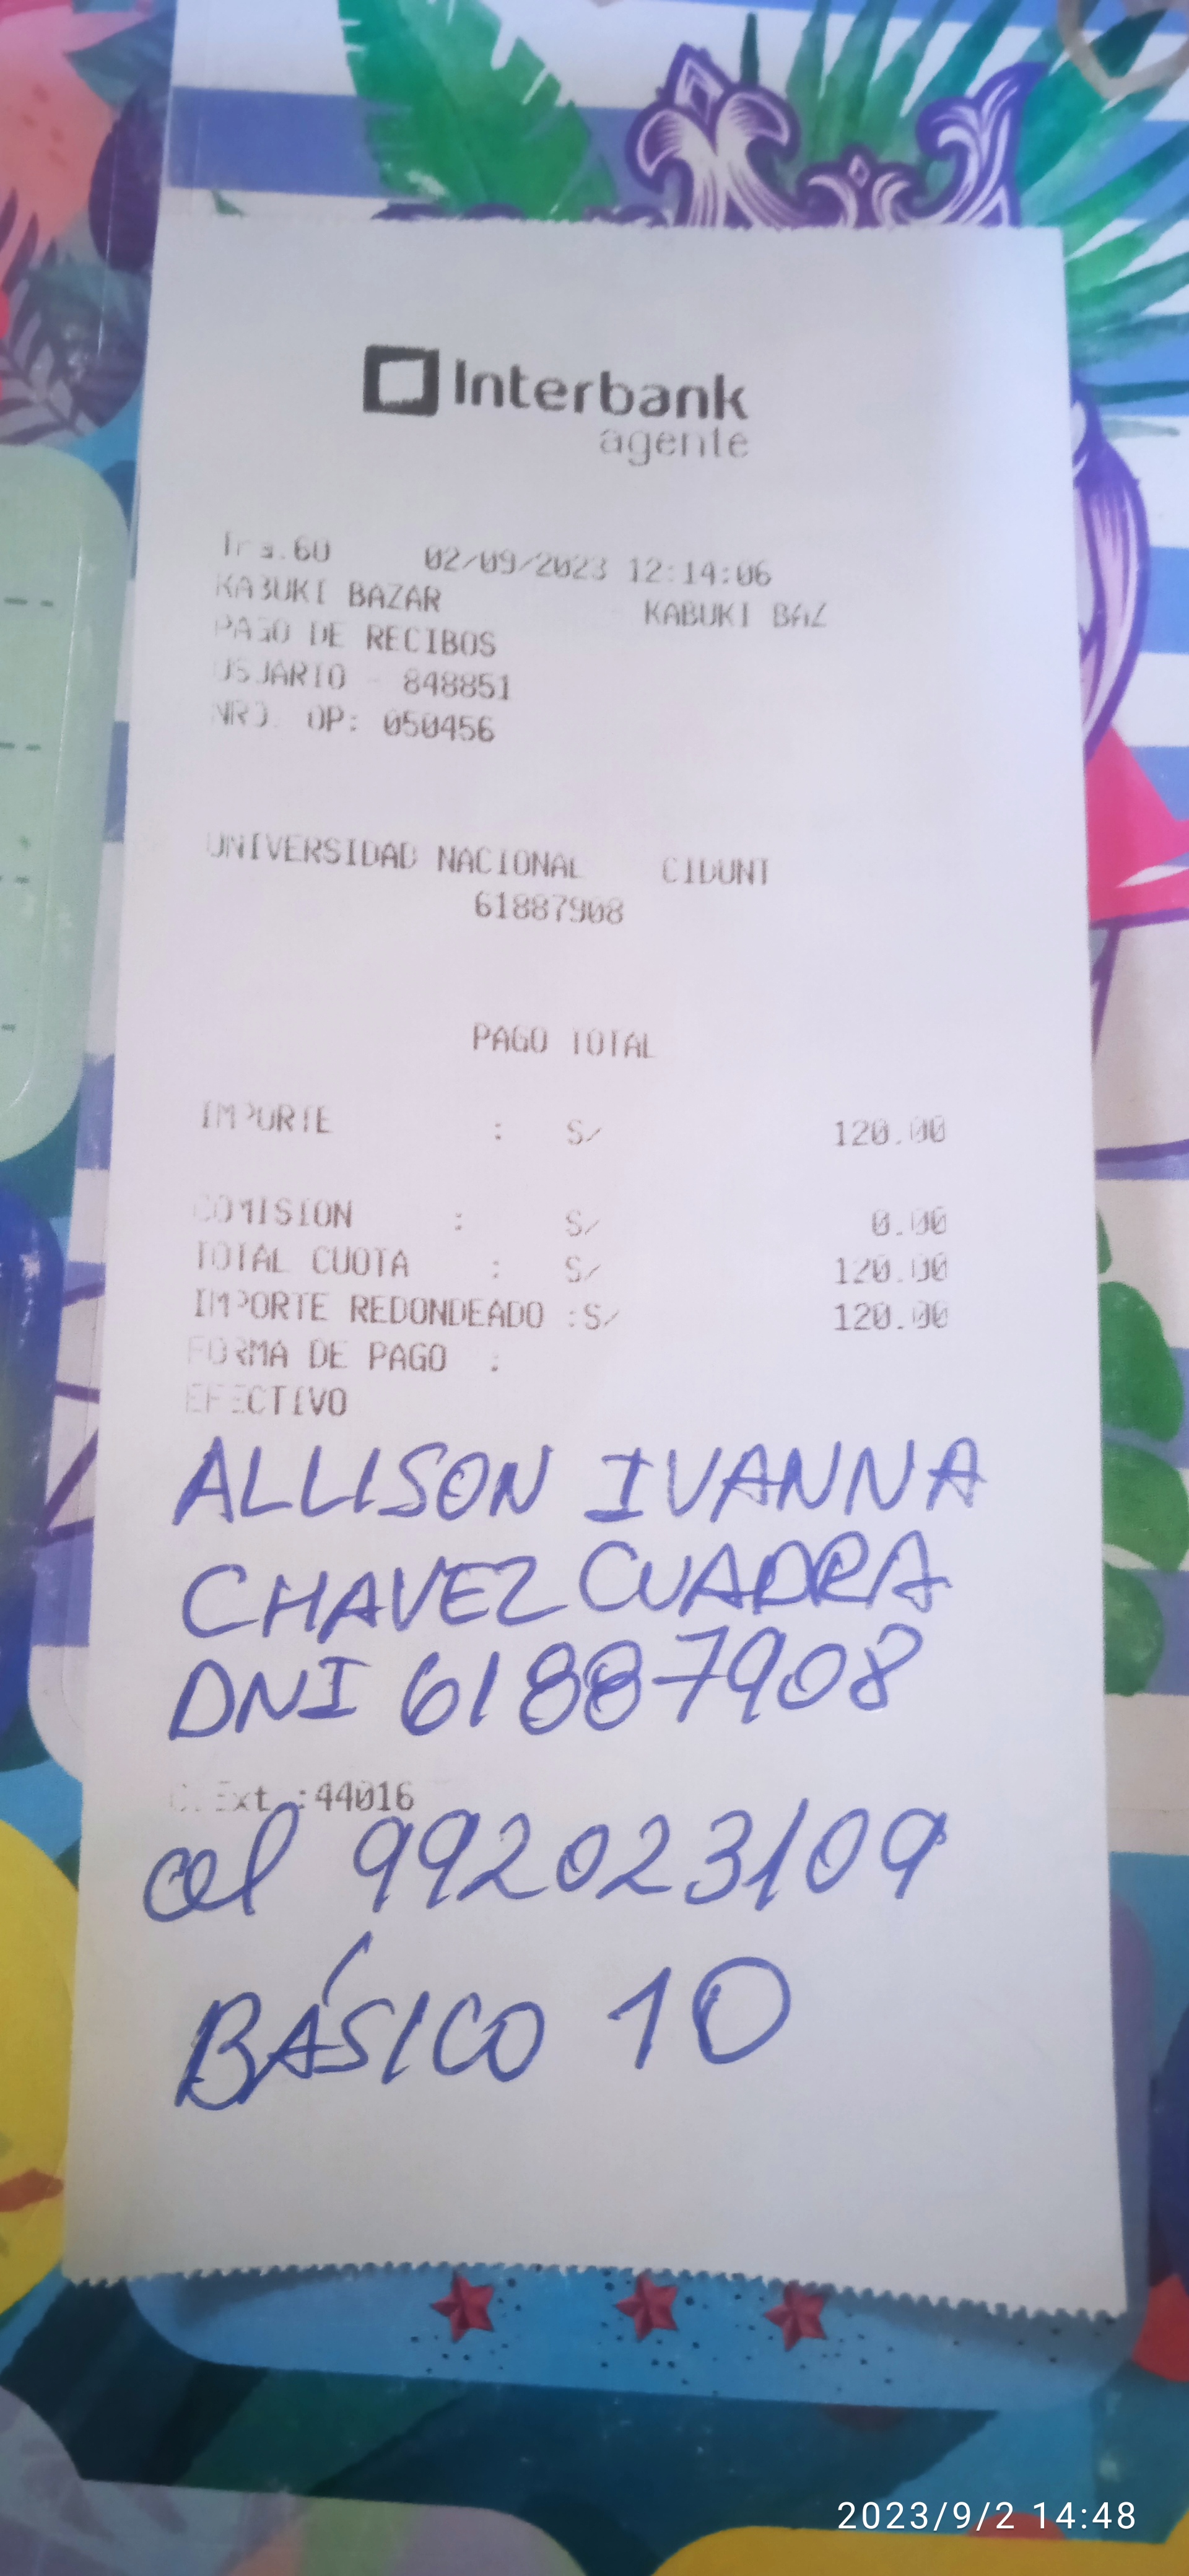 Interbank
agente
Trs.60 02/09/2023 12:14:06
KABUKI BAZAR KABUKI BAZ
PAGO DE RECIBOS
USUARIO - 848851
NRO. OP: 050456
UNIVERSIDAD NACIONAL CIDUNT
61887908
PAGO TOTAL
IMPORTE : S/ 120.00
COMISION : S/ 0.00
TOTAL CUOTA : S/ 120.00
IMPORTE REDONDEADO :S/ 120.00
FORMA DE PAGO :
EFECTIVO
ALLISON IVANNA
CHAVEZ CUADRA
DNI 61887908
C.Ext.:44016
cel 992023109
BÁSICO 10
2023/9/2 14:48